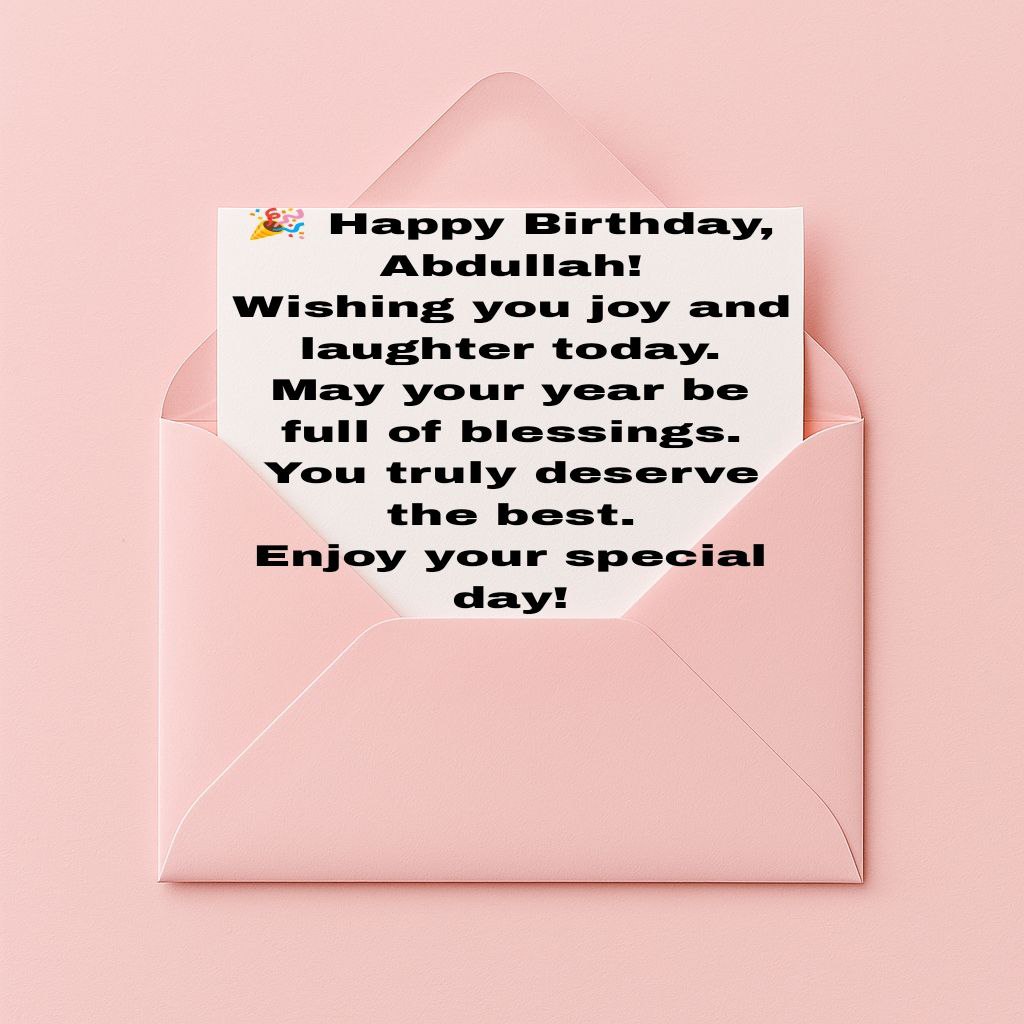 🎉 Happy Birthday,
Abdullah!
Wishing you joy and
laughter today.
May your year be
full of blessings.
You truly deserve
the best.
Enjoy your special
day!